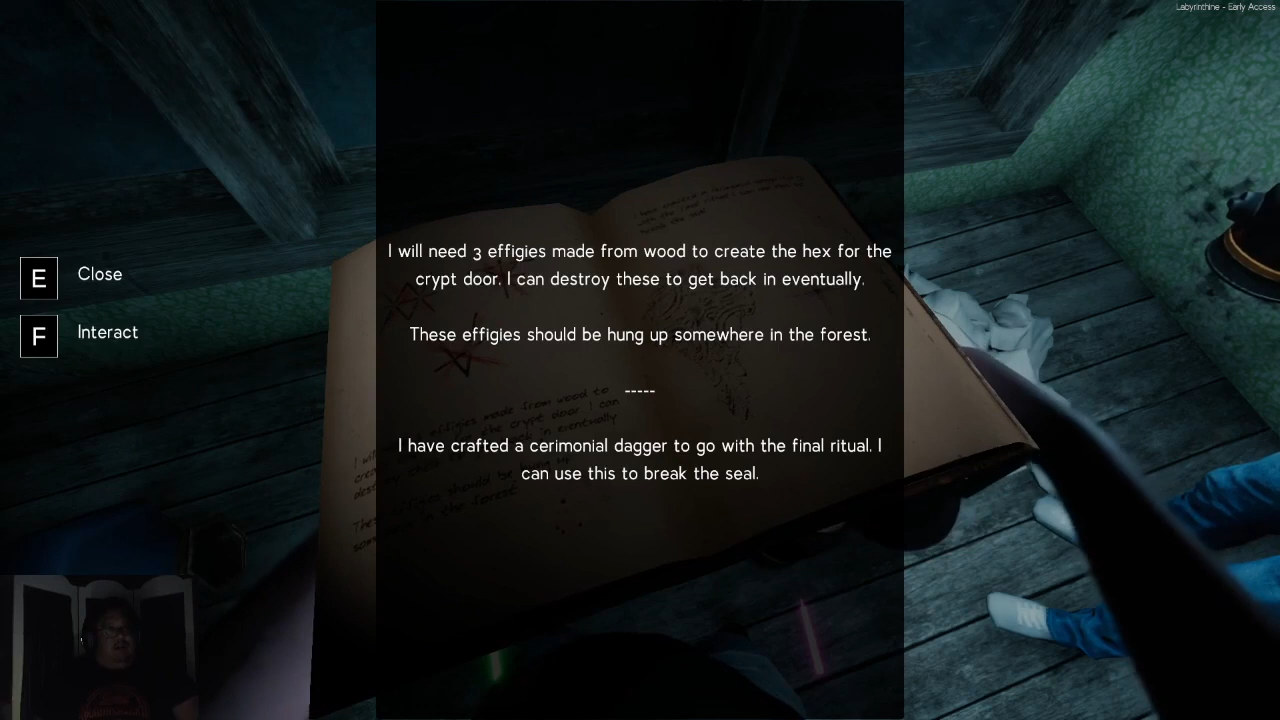 Labyrinthine - Early Access
I will need 3 effigies made from wood to create the hex for the
crypt door. I can destroy these to get back in eventually.
These effigies should be hung up somewhere in the forest.
-----
I have crafted a cerimonial dagger to go with the final ritual. I
can use this to break the seal.
E Close
F Interact